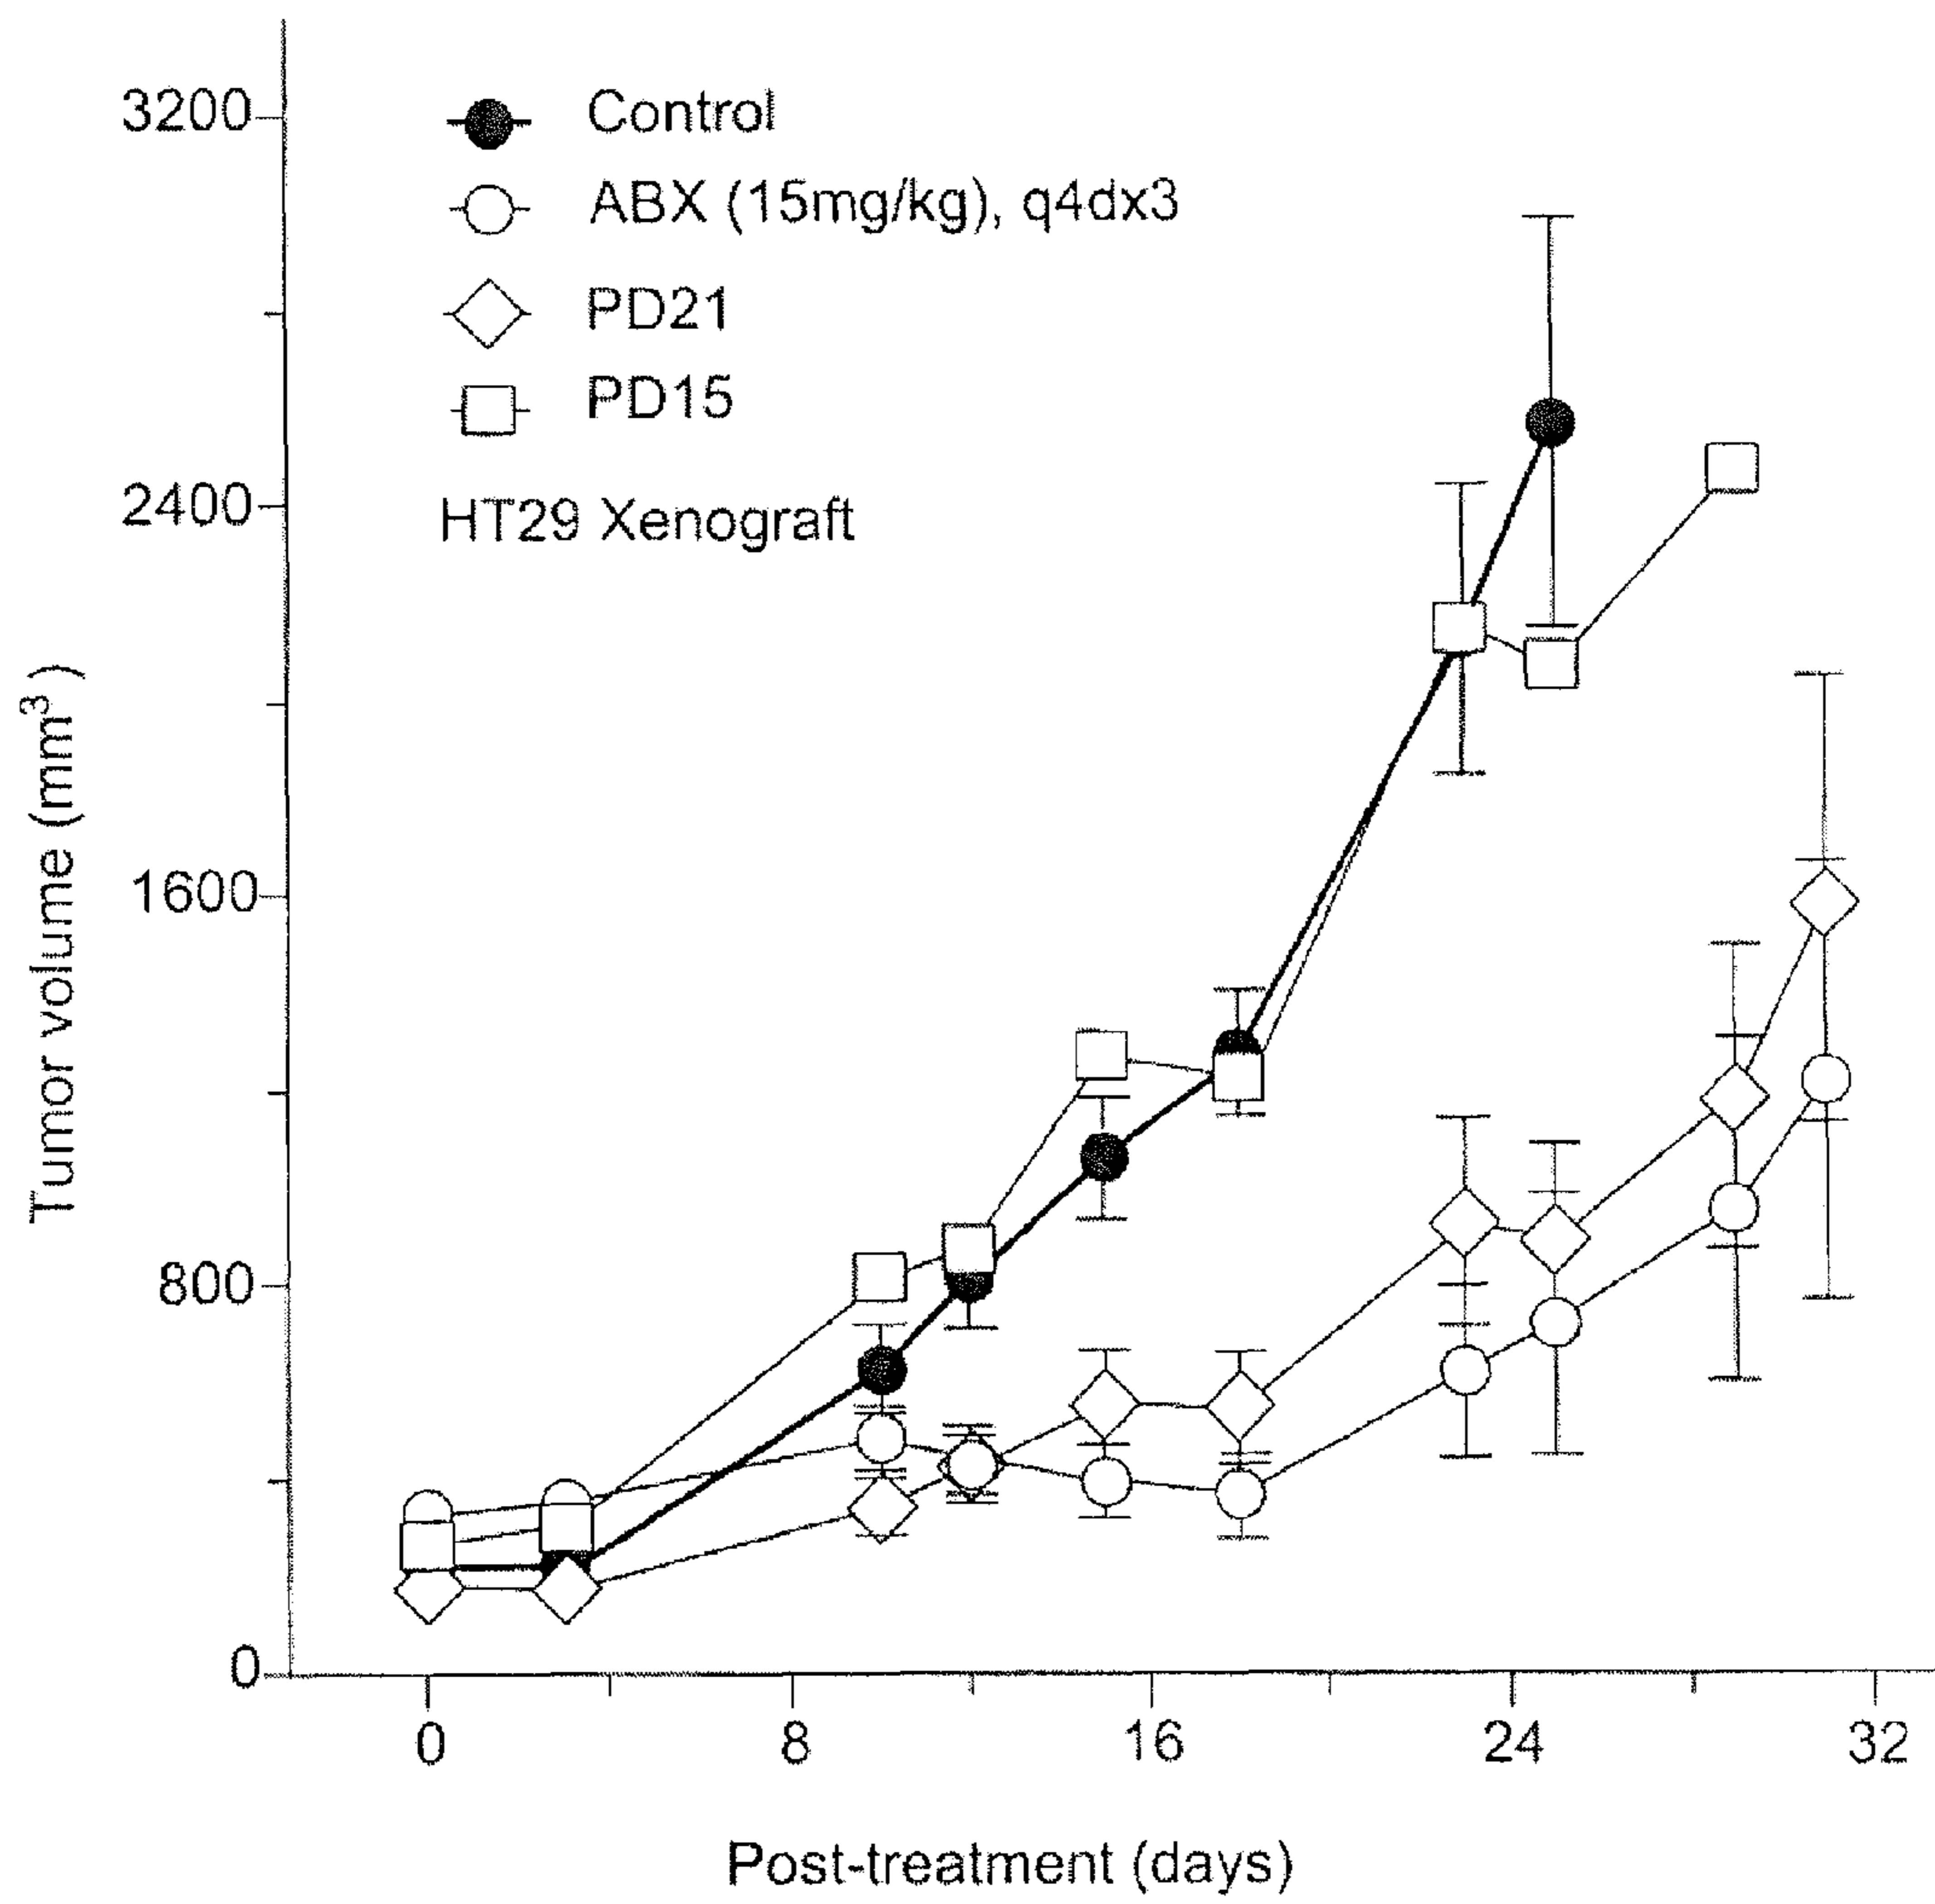 3200
2400
1600
800
0
Tumor volume (mm³)
Control
ABX (15mg/kg), q4dx3
PD21
PD15
HT29 Xenograft
0 8 16 24 32
Post-treatment (days)